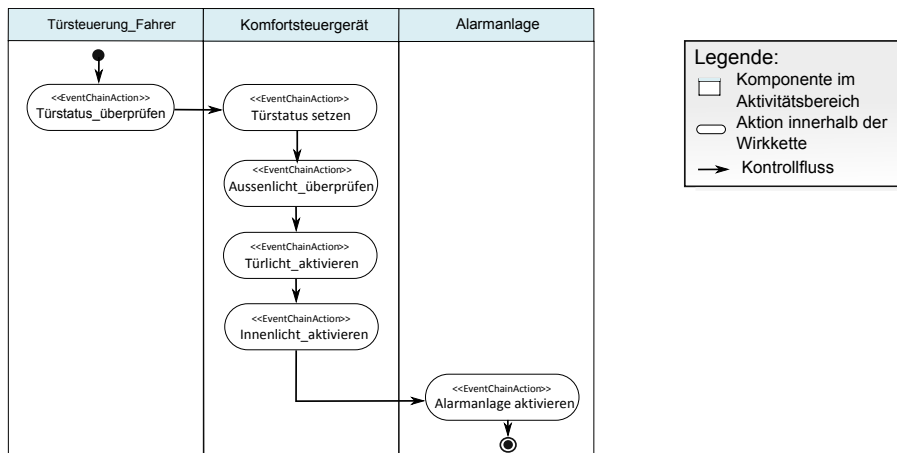 Türsteuerung_Fahrer
Komfortsteuergerät
Alarmanlage
<<EventChainAction>>
Türstatus_überprüfen
<<EventChainAction>>
Türstatus setzen
<<EventChainAction>>
Aussenlicht_überprüfen
<<EventChainAction>>
Türlicht_aktivieren
<<EventChainAction>>
Innenlicht_aktivieren
<<EventChainAction>>
Alarmanlage aktivieren
Legende:
Komponente im
Aktivitätsbereich
Aktion innerhalb der
Wirkkette
Kontrollfluss